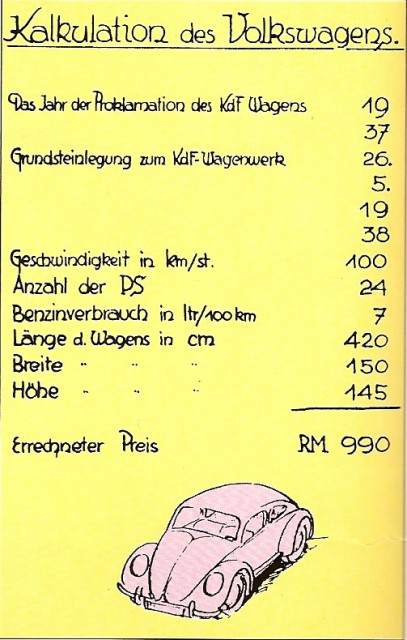 Kalkulation des Volkswagens.
Das Jahr der Proklamation des KdF Wagens 19
37
Grundsteinlegung zum KdF-Wagenwerk 26.
5.
19
38
Geschwindigkeit in km/st. 100
Anzahl der PS 24
Benzinverbrauch in ltr/100km 7
Länge d. Wagens in cm 420
Breite " " " 150
Höhe " " " 145
Errechneter Preis RM 990